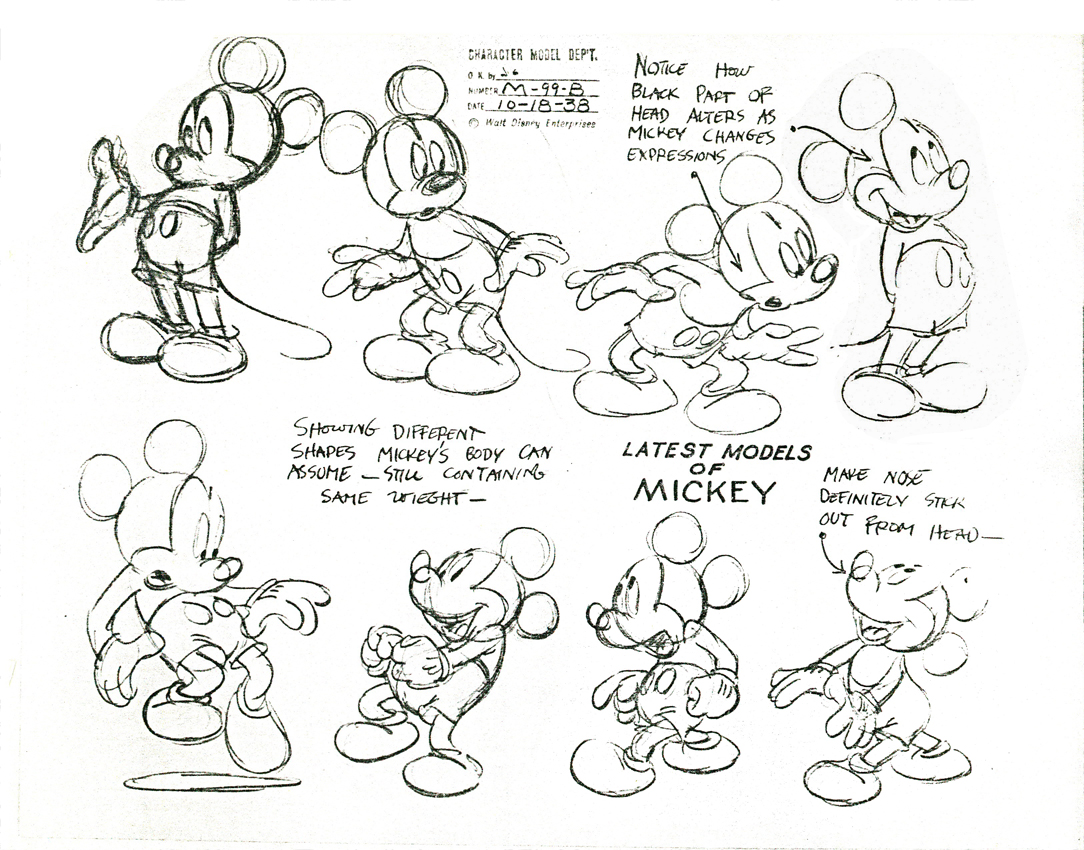 CHARACTER MODEL DEP'T.
O.K. by
NUMBER M-99-B
DATE 10-18-38
© Walt Disney Enterprises
NOTICE HOW
BLACK PART OF
HEAD ALTERS AS
MICKEY CHANGES
EXPRESSIONS
SHOWING DIFFERENT
SHAPES MICKEY'S BODY CAN
ASSUME — STILL CONTAINING
SAME WIEGHT —
LATEST MODELS
OF
MICKEY
MAKE NOSE
DEFINITELY STICK
OUT FROM HEAD —